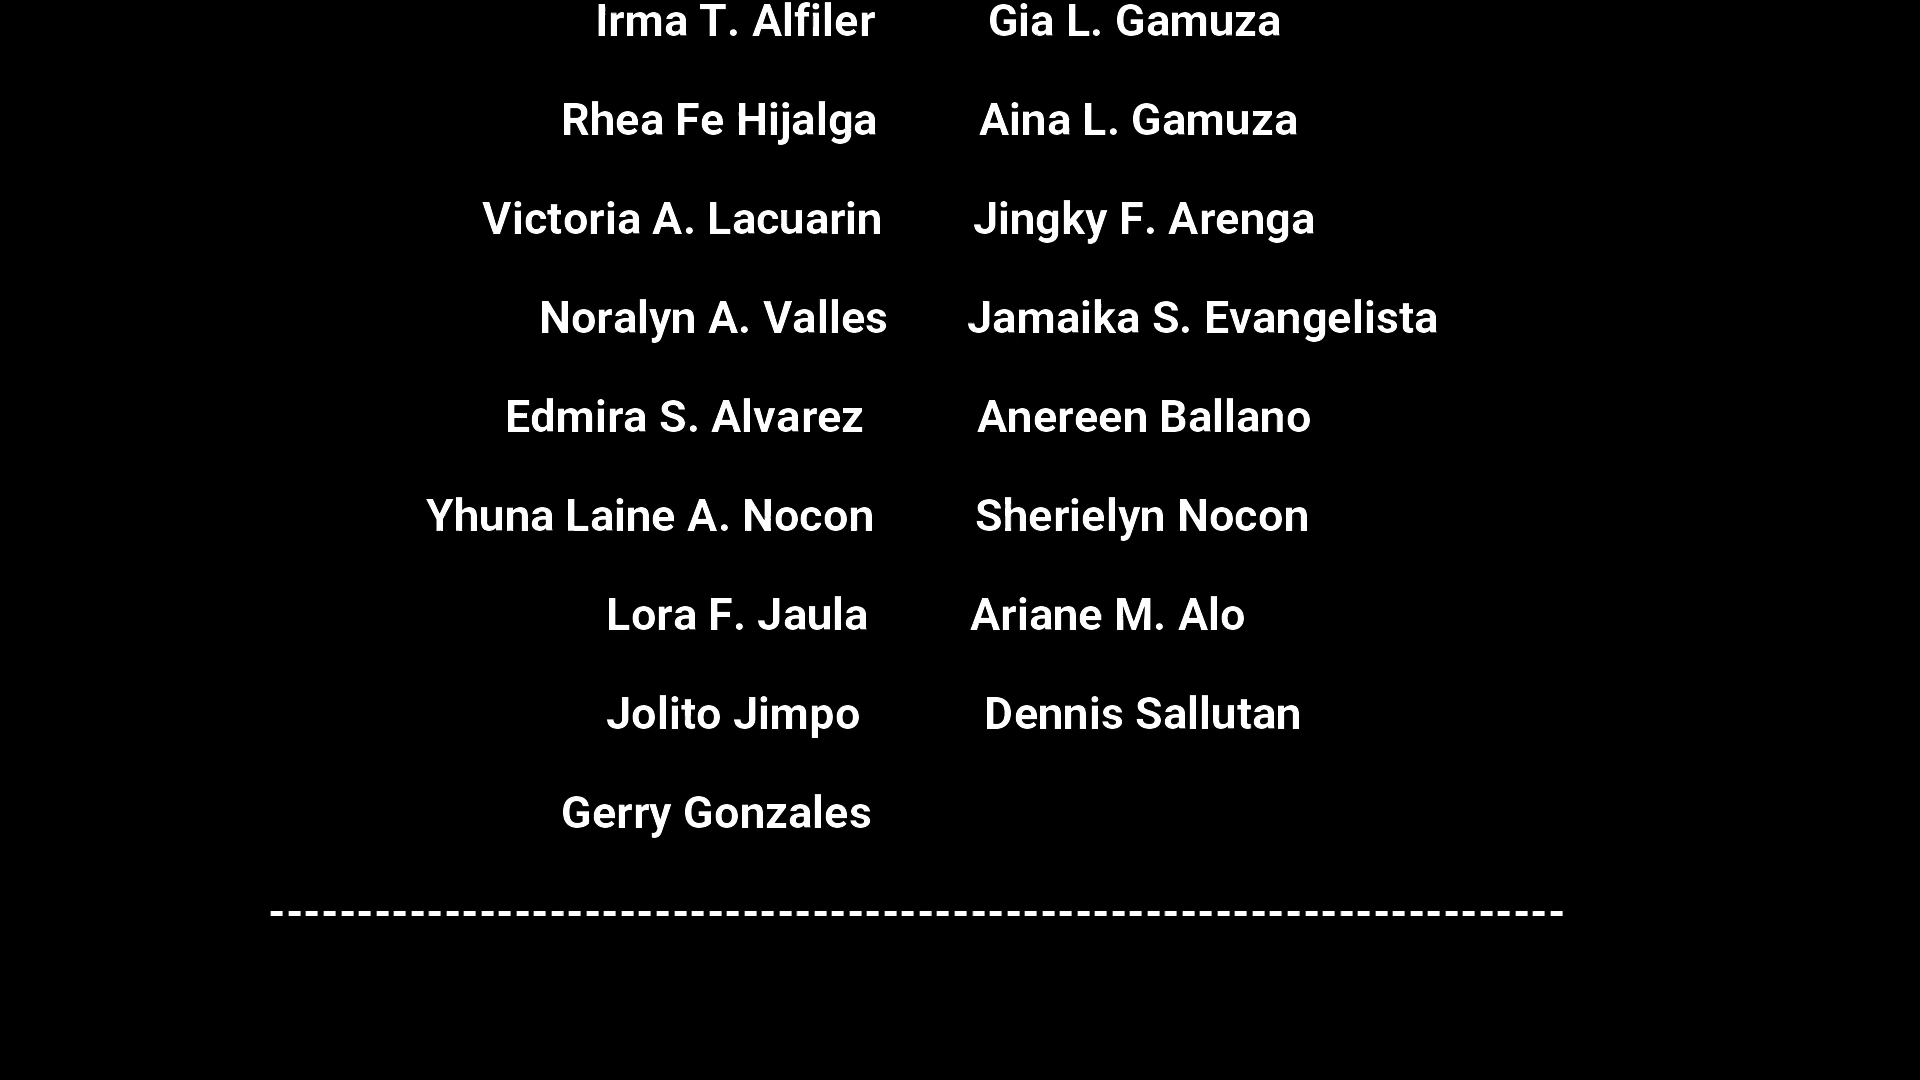 Irma T. Alfiler Gia L. Gamuza
Rhea Fe Hijalga Aina L. Gamuza
Victoria A. Lacuarin Jingky F. Arenga
Noralyn A. Valles Jamaika S. Evangelista
Edmira S. Alvarez Anereen Ballano
Yhuna Laine A. Nocon Sherielyn Nocon
Lora F. Jaula Ariane M. Alo
Jolito Jimpo Dennis Sallutan
Gerry Gonzales
--------------------------------------------------------------------------